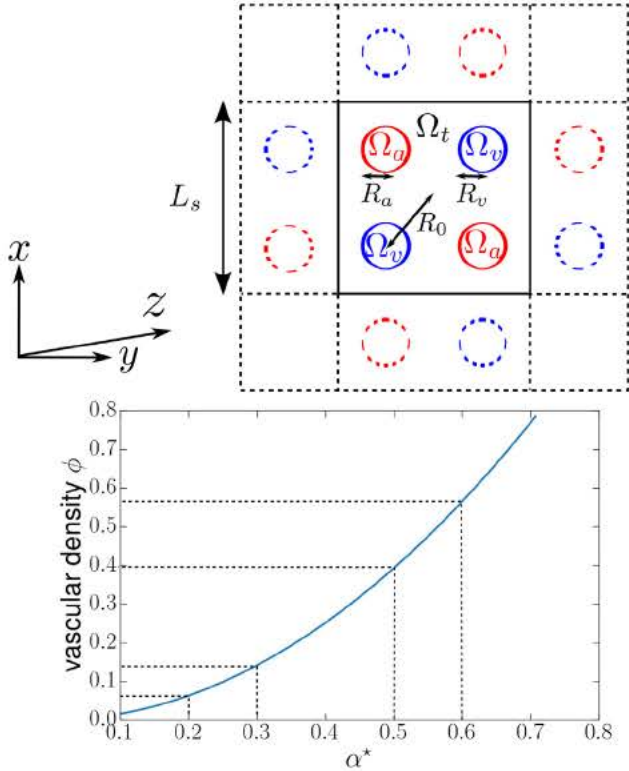 Ω_t
Ω_a Ω_v
R_a R_v
L_s
R_0
Ω_v Ω_a
x
z
y
0.8
0.7
0.6
0.5
0.4
0.3
0.2
0.1
0.0
vascular density ϕ
0.1 0.2 0.3 0.4 0.5 0.6 0.7 0.8
α⋆